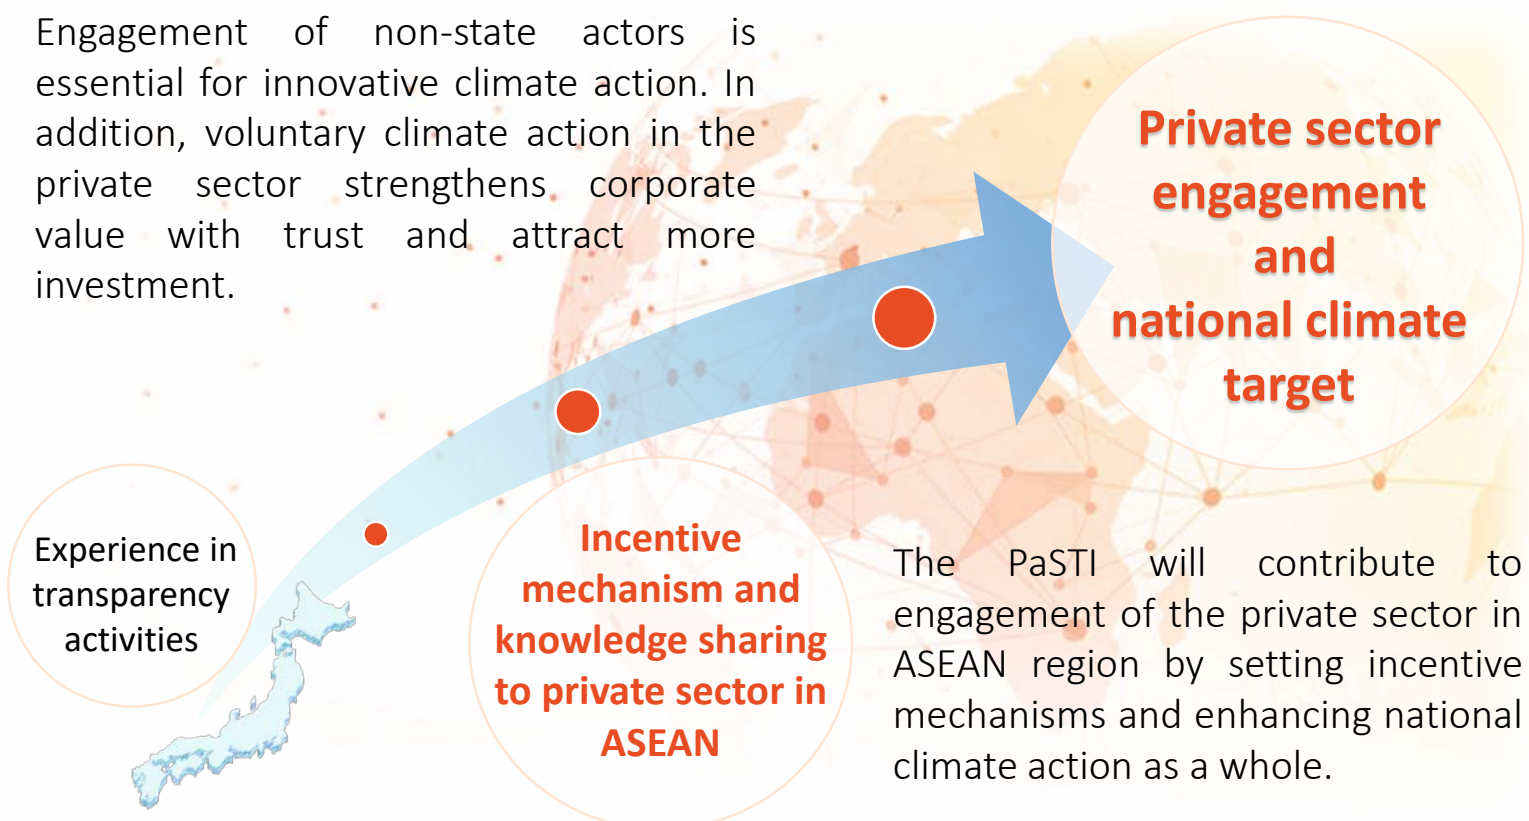 Engagement of non-state actors is
essential for innovative climate action. In
addition, voluntary climate action in the
private sector strengthens corporate
value with trust and attract more
investment.
Private sector
engagement
and
national climate
target
Experience in
transparency
activities
Incentive
mechanism and
knowledge sharing
to private sector in
ASEAN
The PaSTI will contribute to
engagement of the private sector in
ASEAN region by setting incentive
mechanisms and enhancing national
climate action as a whole.